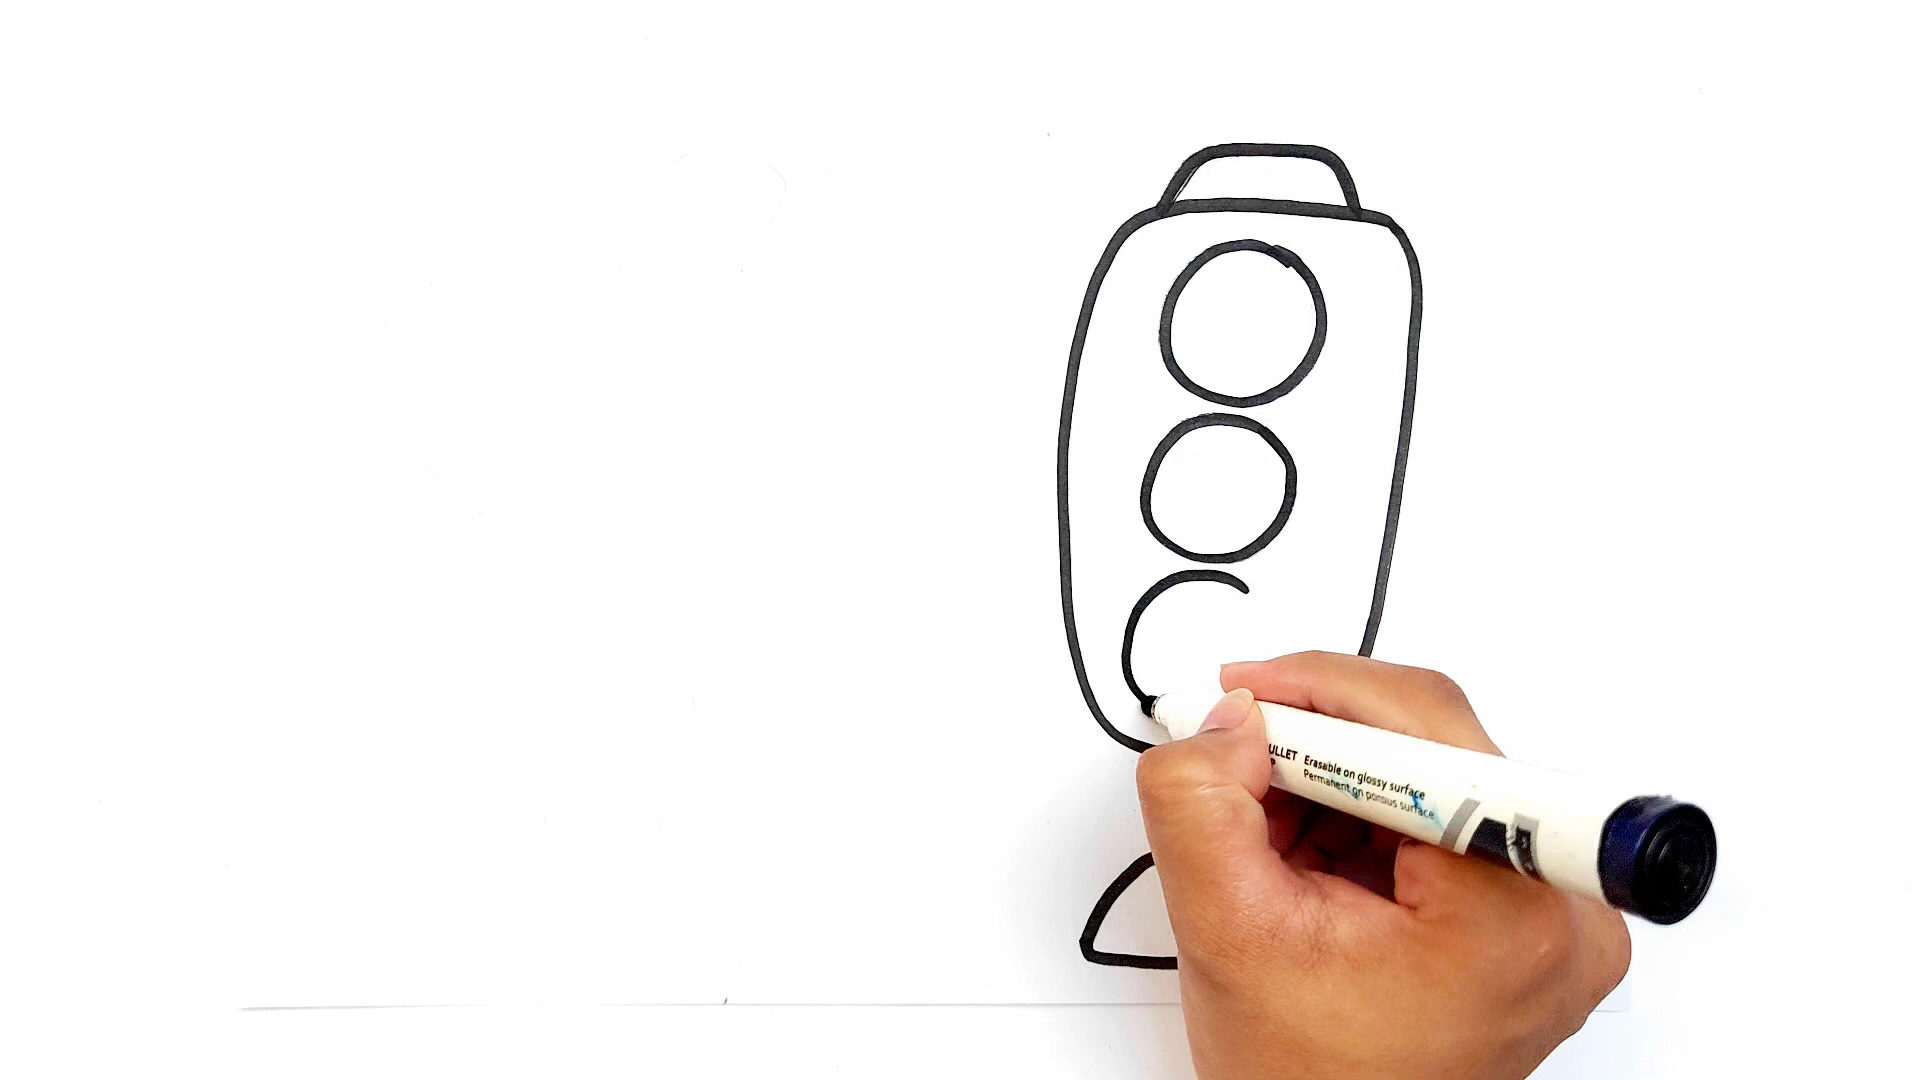 ULLET Erasable on glossy surface
P Permanent on porous surface